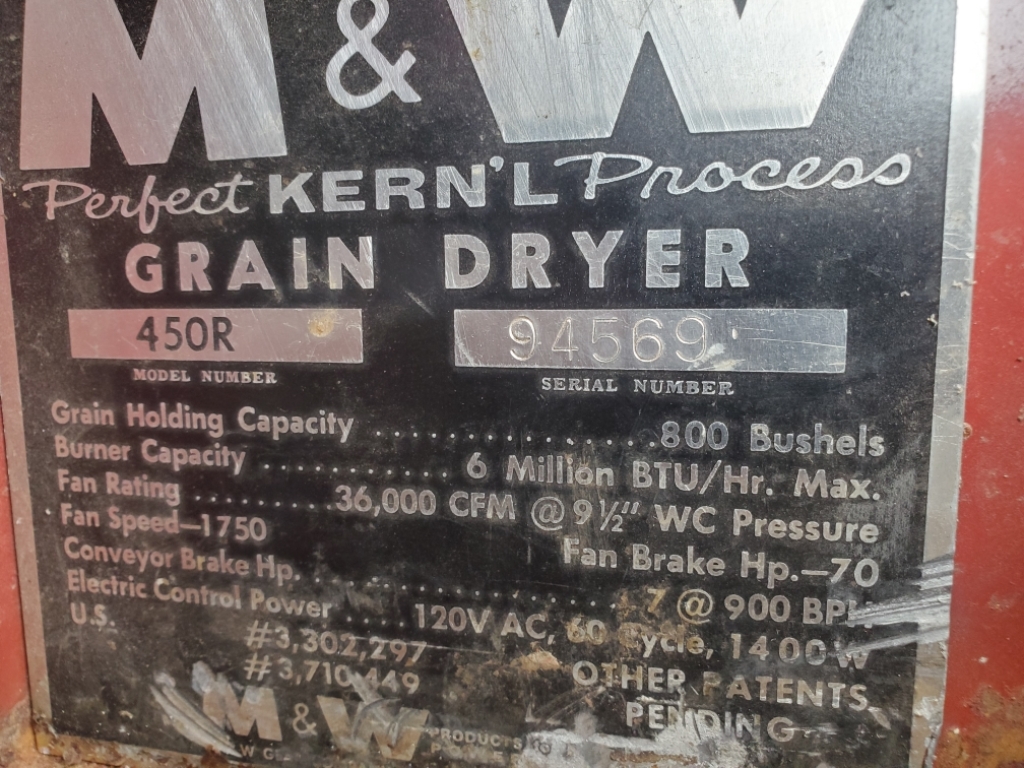 M & W
Perfect KERN'L Process
GRAIN DRYER
450R 94569
MODEL NUMBER SERIAL NUMBER
Grain Holding Capacity ................. 800 Bushels
Burner Capacity ............ 6 Million BTU/Hr. Max.
Fan Rating ........ 36,000 CFM @ 9½" WC Pressure
Fan Speed—1750 Fan Brake Hp.—70
Conveyor Brake Hp. .................... 7 @ 900
Electric Control Power .... 120V AC, 60 Cycle, 1400W
U.S. #3,302,297 OTHER PATENTS
#3,710,449 PENDING
M & W PRODUCTS